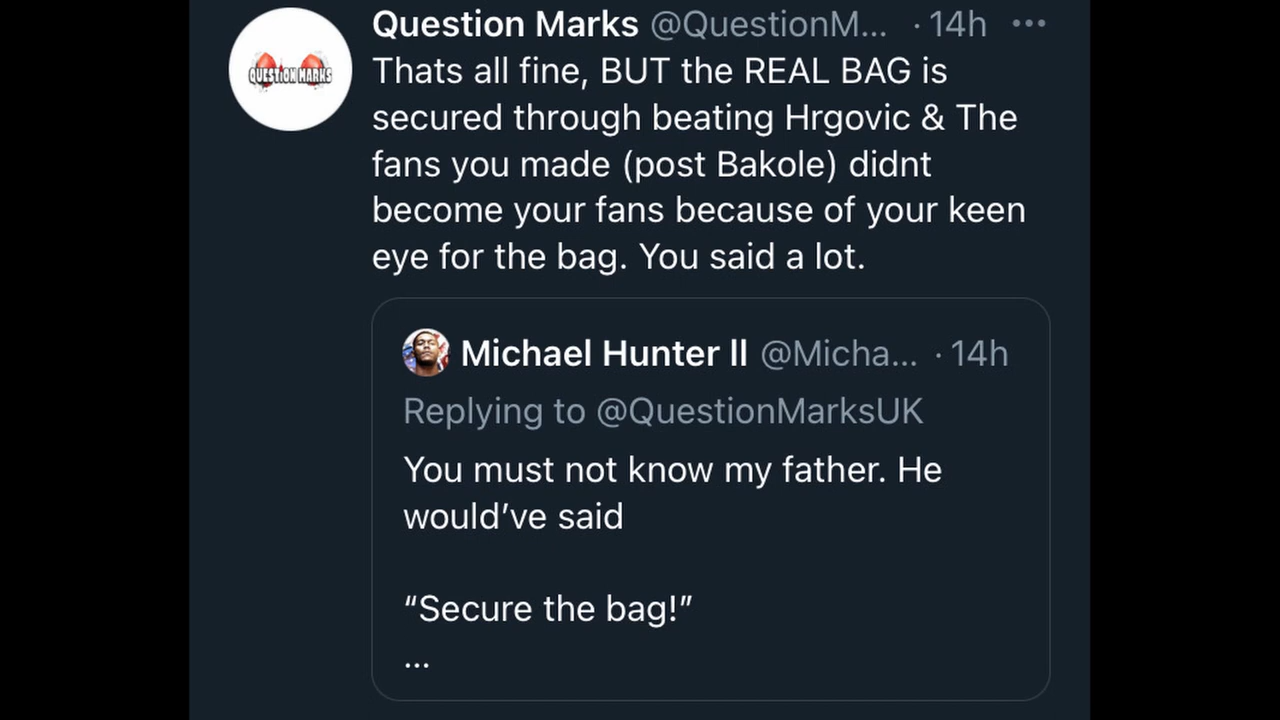 Question Marks @QuestionM... · 14h ...
Thats all fine, BUT the REAL BAG is
secured through beating Hrgovic & The
fans you made (post Bakole) didnt
become your fans because of your keen
eye for the bag. You said a lot.
QUESTION MARKS
Michael Hunter ll @Micha... · 14h
Replying to @QuestionMarksUK
You must not know my father. He
would’ve said
“Secure the bag!”
...